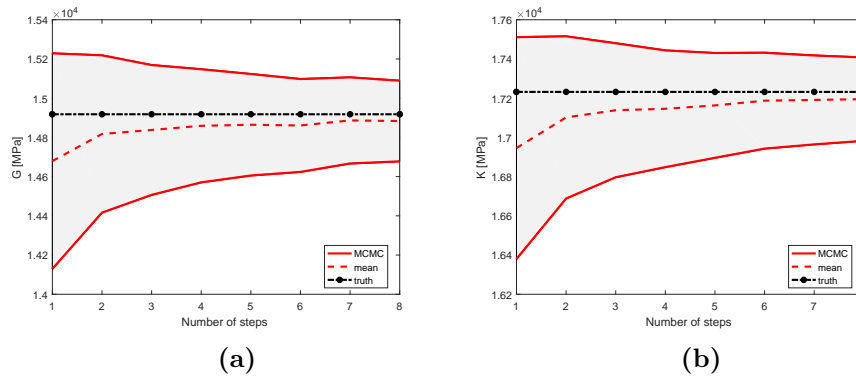 ×10⁴
1.54
1.52
1.5
1.48
1.46
1.44
1.42
1.4
G [MPa]
1 2 3 4 5 6 7 8
Number of steps
MCMC
mean
truth
(a)
×10⁴
1.76
1.74
1.72
1.7
1.68
1.66
1.64
1.62
K [MPa]
1 2 3 4 5 6 7
Number of steps
MCMC
mean
truth
(b)